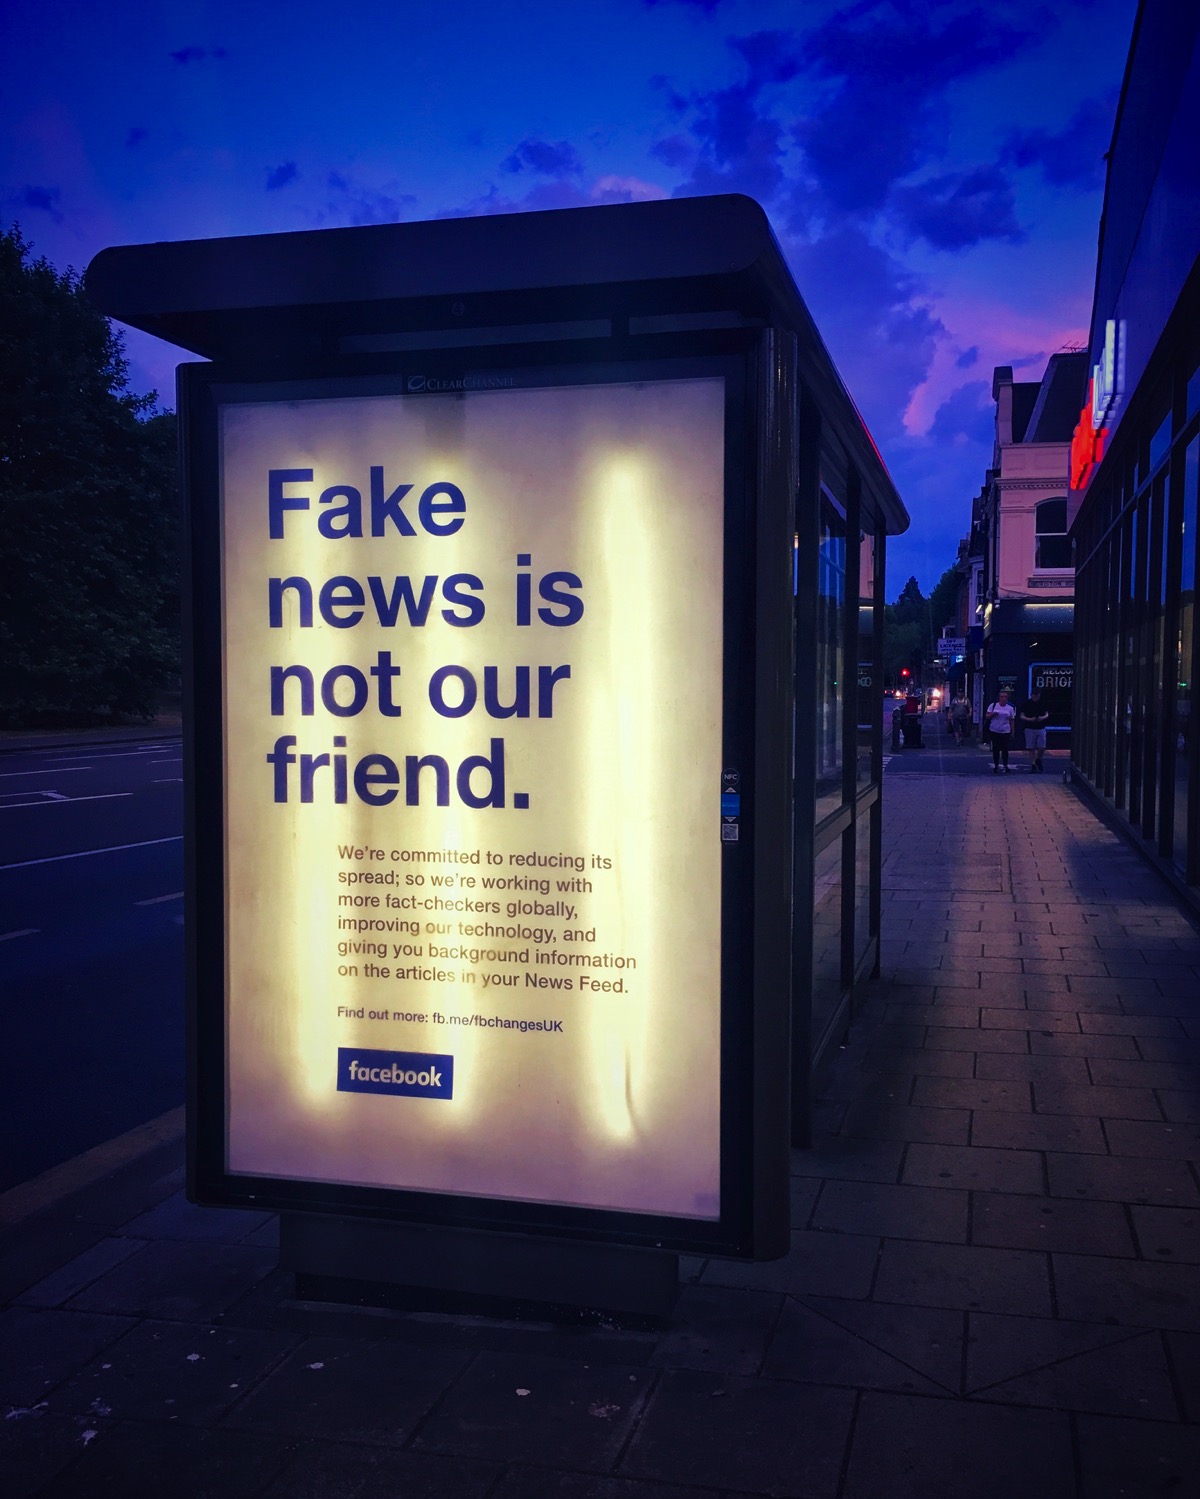 CLEARCHANNEL
Fake
news is
not our
friend.
We're committed to reducing its
spread; so we're working with
more fact-checkers globally,
improving our technology, and
giving you background information
on the articles in your News Feed.
Find out more: fb.me/fbchangesUK
facebook
NFC
BRIGH